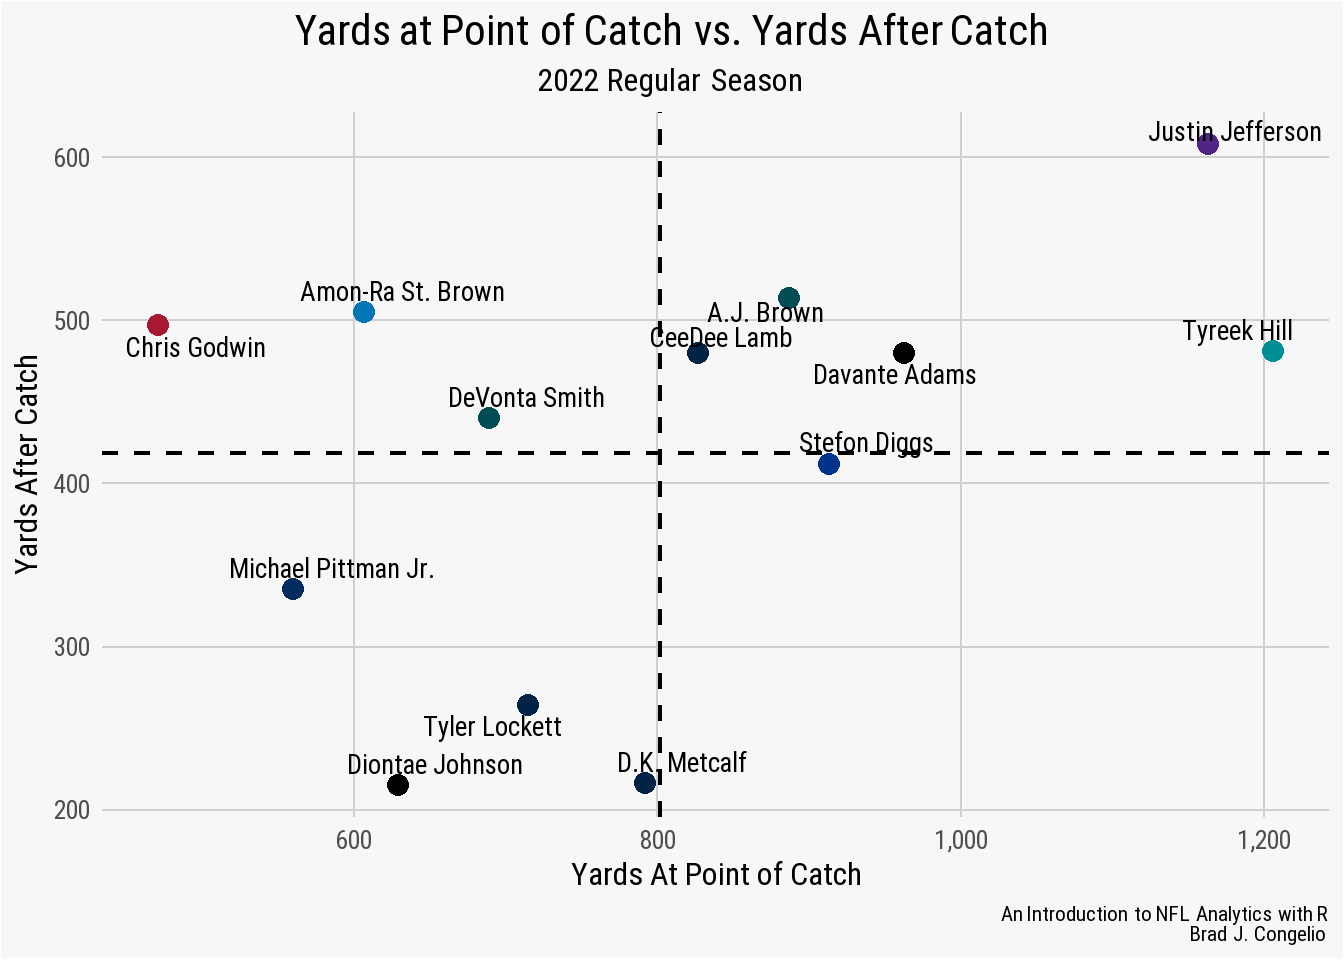 Yards at Point of Catch vs. Yards After Catch
2022 Regular Season
Justin Jefferson
600
Amon-Ra St. Brown
A.J. Brown
500
Tyreek Hill
CeeDee Lamb
Chris Godwin
Davante Adams
DeVonta Smith
Stefon Diggs
Yards After Catch
400
Michael Pittman Jr.
300
Tyler Lockett
D.K. Metcalf
Diontae Johnson
200
600
800
1,000
1,200
Yards At Point of Catch
An Introduction to NFL Analytics with R
Brad J. Congelio